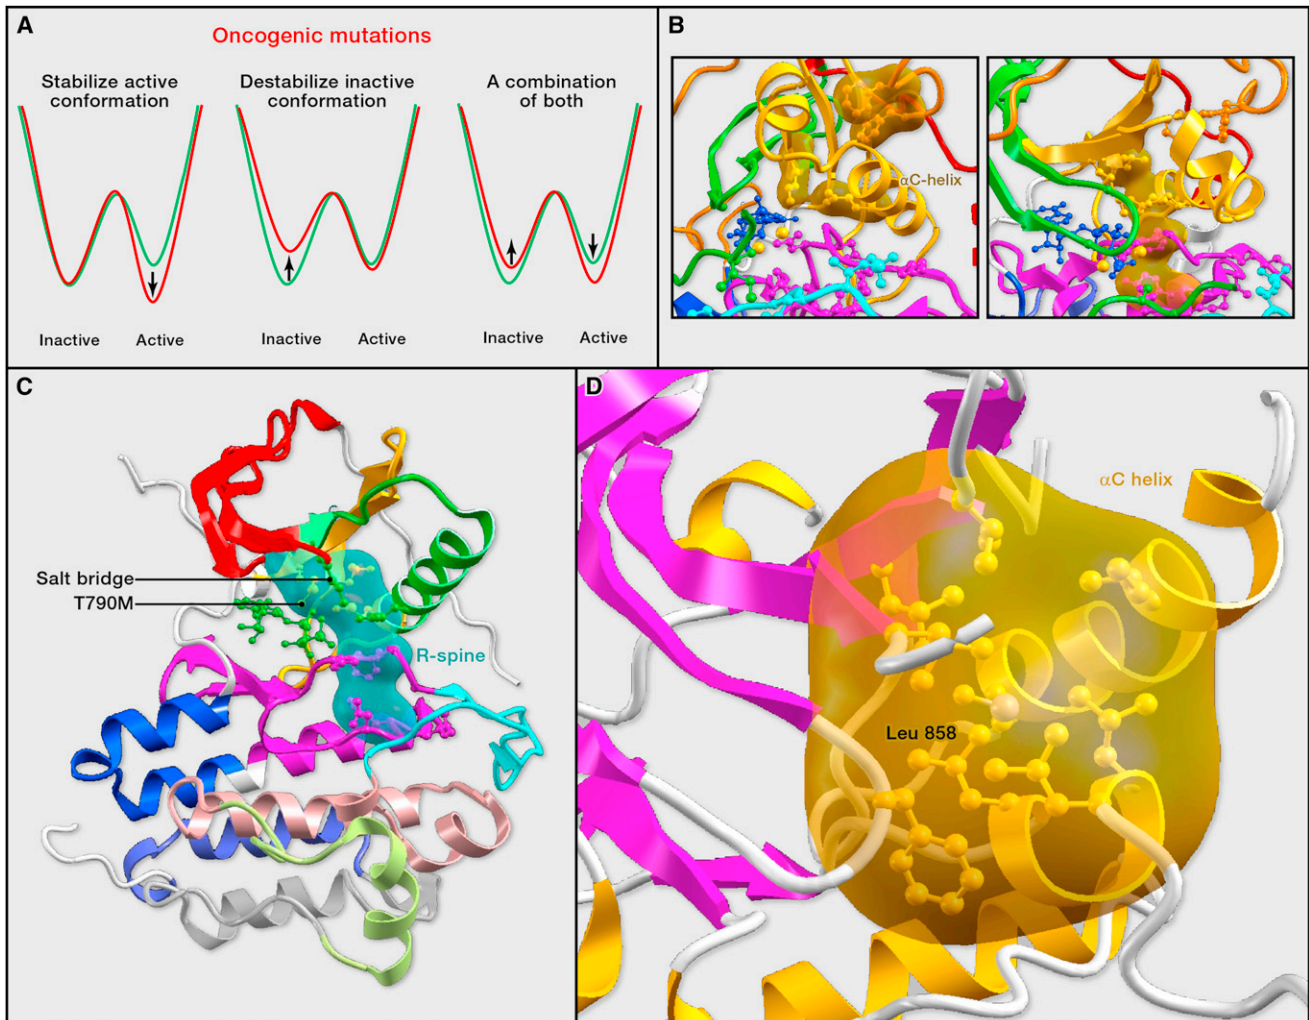 A
Oncogenic mutations
Stabilize active
conformation
Destabilize inactive
conformation
A combination
of both
Inactive
Active
Inactive
Active
Inactive
Active
B
αC-helix
C
Salt bridge
T790M
R-spine
D
αC helix
Leu 858